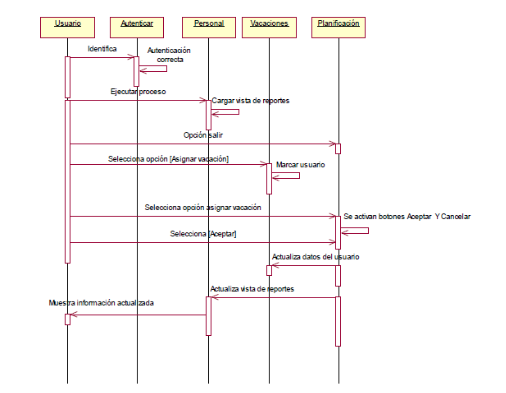 Usuario
Autenticar
Personal
Vacaciones
Planificación
Identifica
Autenticación
correcta
Ejecutar proceso
Cargar vista de reportes
Opción salir
Selecciona opción [Asignar vacación]
Marcar usuario
Selecciona opción asignar vacación
Se activan botones Aceptar Y Cancelar
Selecciona [Aceptar]
Actualiza datos del usuario
Actualiza vista de reportes
Muestra información actualizada